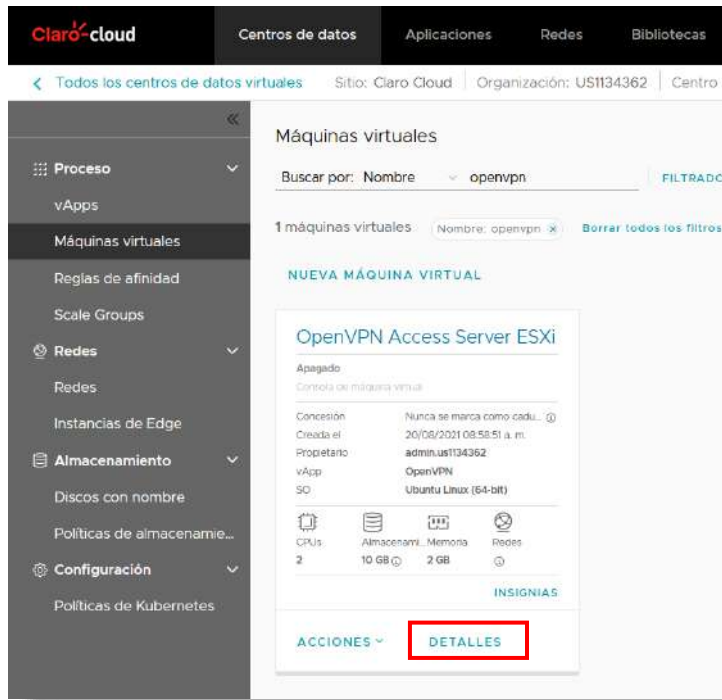 Claro-cloud Centros de datos Aplicaciones Redes Bibliotecas
Todos los centros de datos virtuales Sitio: Claro Cloud Organización: US1134362 Centro
Proceso
vApps
Máquinas virtuales
Reglas de afinidad
Scale Groups
Redes
Redes
Instancias de Edge
Almacenamiento
Discos con nombre
Políticas de almacenamie...
Configuración
Políticas de Kubernetes
Máquinas virtuales
Buscar por: Nombre openvpn FILTRADO
1 máquinas virtuales Nombre: openvpn Borrar todos los filtros
NUEVA MÁQUINA VIRTUAL
OpenVPN Access Server ESXi
Apagado
Consola de máquina virtual
Concesión Nunca se marca como cadu...
Creada el 20/08/2021 08:58:51 a. m.
Propietario admin.us1134362
vApp OpenVPN
SO Ubuntu Linux (64-bit)
CPUs Almacenami... Memoria Redes
2 10 GB 2 GB
INSIGNIAS
ACCIONES DETALLES